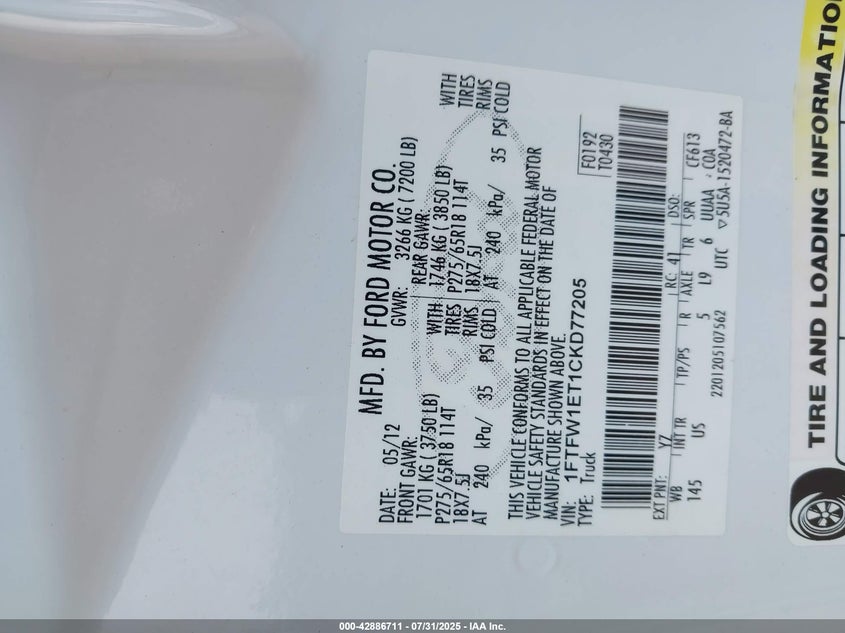 MFD. BY FORD MOTOR CO.
DATE: 05/12 GVWR: 3266 KG ( 7200 LB)
FRONT GAWR: REAR GAWR:
1701 KG ( 3750 LB) WITH 1746 KG ( 3850 LB) WITH
P275/65R18 114T TIRES P275/65R18 114T TIRES
18X7.5J RIMS 18X7.5J RIMS
AT 240 kPa/ 35 PSI COLD AT 240 kPa/ 35 PSI COLD
THIS VEHICLE CONFORMS TO ALL APPLICABLE FEDERAL MOTOR
VEHICLE SAFETY STANDARDS IN EFFECT ON THE DATE OF
MANUFACTURE SHOWN ABOVE.
VIN: 1FTFW1ET1CKD77205 F0192
TYPE: Truck T0430
EXT PNT: YZ RC: 41 DSO:
WB INT TR TP/PS R AXLE TR SPR CF613
145 US 5 L9 6 UUAA COA
2201205107562 UTC ▽5U5A-1520472-BA
TIRE AND LOADING INFORMATIO
000-42886711 - 07/31/2025 - IAA Inc.